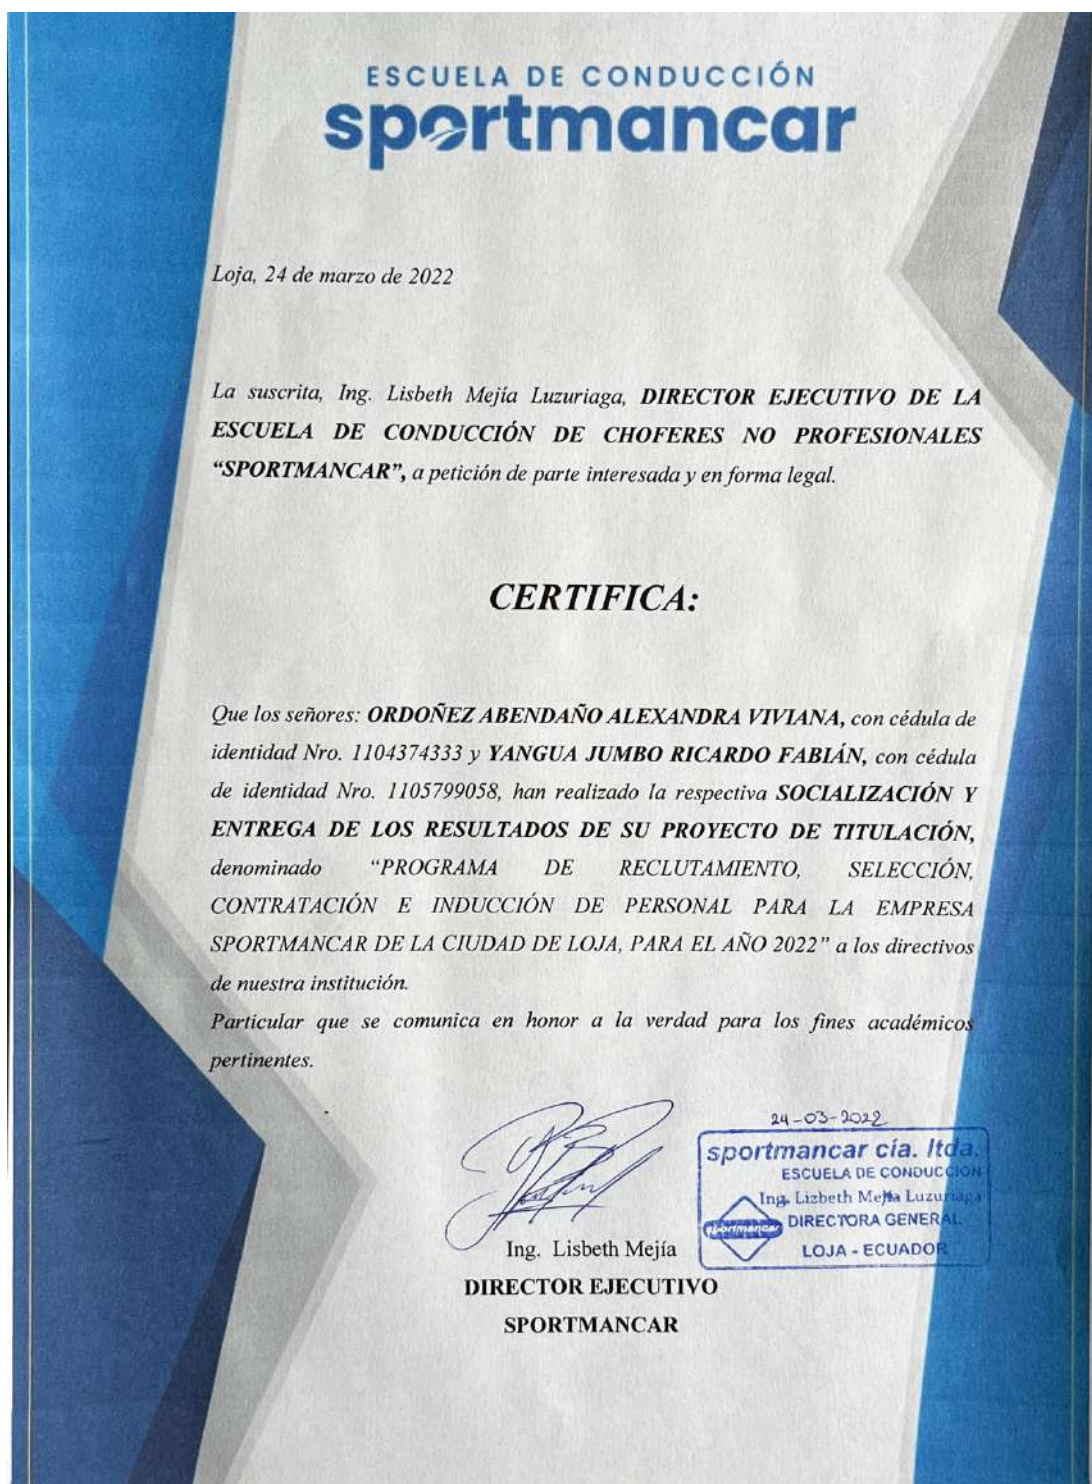 ESCUELA DE CONDUCCIÓN
sportmancar
Loja, 24 de marzo de 2022
La suscrita, Ing. Lisbeth Mejía Luzuriaga, DIRECTOR EJECUTIVO DE LA
ESCUELA DE CONDUCCIÓN DE CHOFERES NO PROFESIONALES
“SPORTMANCAR”, a petición de parte interesada y en forma legal.
CERTIFICA:
Que los señores: ORDOÑEZ ABENDAÑO ALEXANDRA VIVIANA, con cédula de
identidad Nro. 1104374333 y YANGUA JUMBO RICARDO FABIÁN, con cédula
de identidad Nro. 1105799058, han realizado la respectiva SOCIALIZACIÓN Y
ENTREGA DE LOS RESULTADOS DE SU PROYECTO DE TITULACIÓN,
denominado “PROGRAMA DE RECLUTAMIENTO, SELECCIÓN,
CONTRATACIÓN E INDUCCIÓN DE PERSONAL PARA LA EMPRESA
SPORTMANCAR DE LA CIUDAD DE LOJA, PARA EL AÑO 2022” a los directivos
de nuestra institución.
Particular que se comunica en honor a la verdad para los fines académicos
pertinentes.
24-03-2022
sportmancar cía. ltda.
ESCUELA DE CONDUCCION
Ing. Lizbeth Mejía Luzuriaga
DIRECTORA GENERAL
sportmancar
LOJA - ECUADOR
Ing. Lisbeth Mejía
DIRECTOR EJECUTIVO
SPORTMANCAR